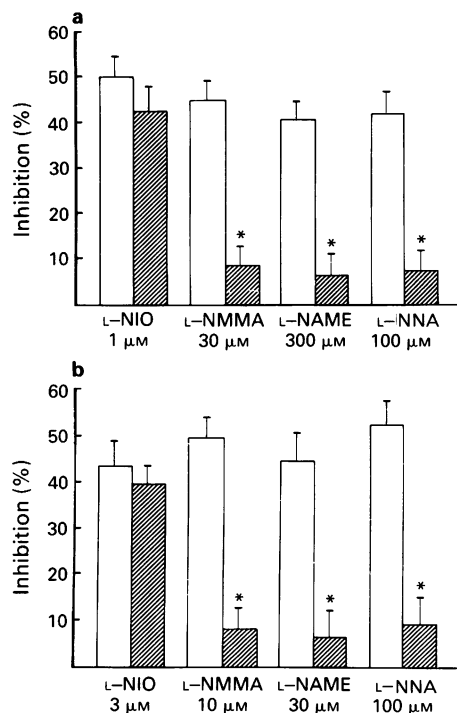 a
60
50
40
30
20
10
Inhibition (%)
* * *
L–NIO L–NMMA L–NAME L–NNA
1 μM 30 μM 300 μM 100 μM
b
60
50
40
30
20
10
Inhibition (%)
* * *
L–NIO L–NMMA L–NAME L–NNA
3 μM 10 μM 30 μM 100 μM